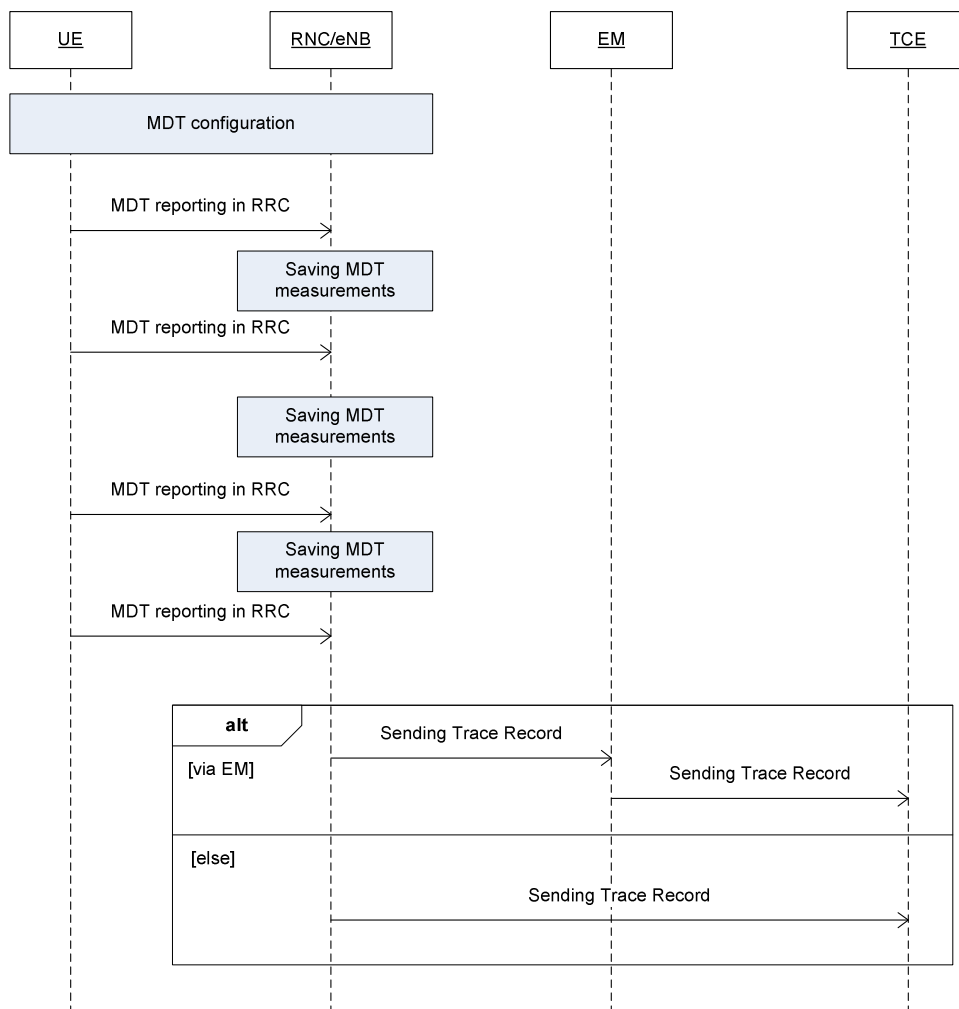 UE
RNC/eNB
EM
TCE
MDT configuration
MDT reporting in RRC
Saving MDT
measurements
MDT reporting in RRC
Saving MDT
measurements
MDT reporting in RRC
Saving MDT
measurements
MDT reporting in RRC
alt
Sending Trace Record
[via EM]
Sending Trace Record
[else]
Sending Trace Record